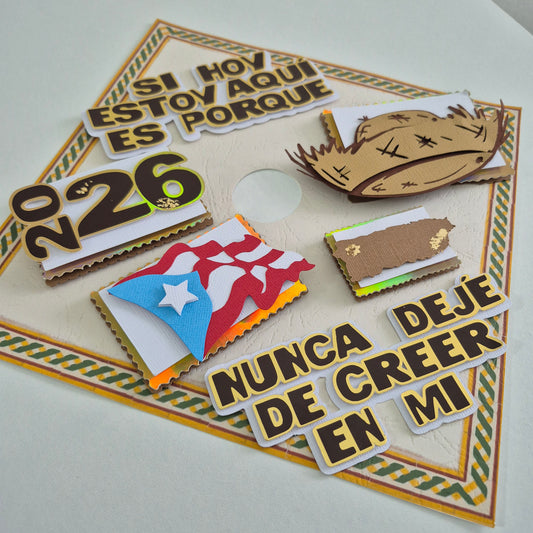 SI HOY
ESTOY AQUÍ
ES PORQUE
2026
NUNCA DEJÉ
DE CREER
EN MI